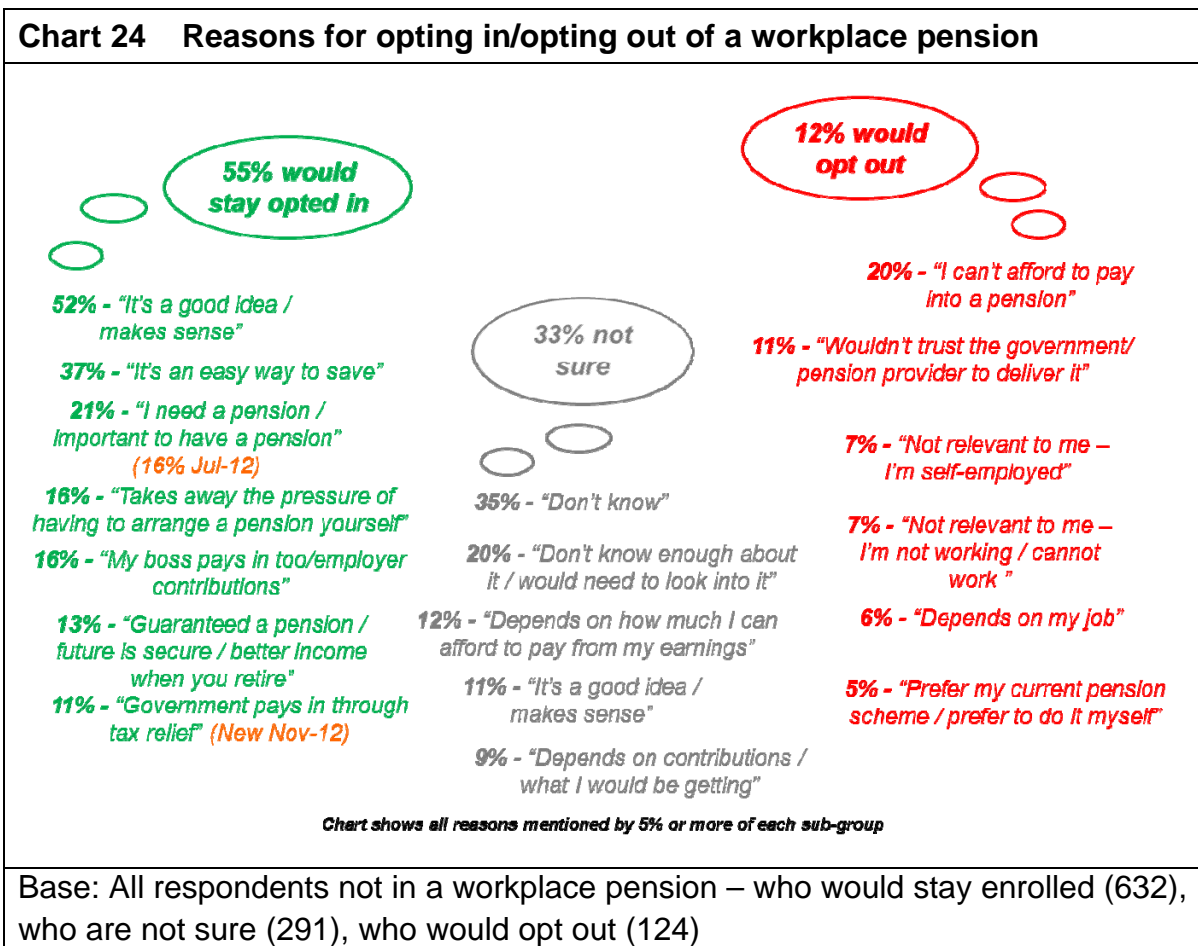 Chart 24 Reasons for opting in/opting out of a workplace pension
55% would
stay opted in
52% - “It's a good idea /
makes sense”
37% - “It's an easy way to save”
21% - “I need a pension /
important to have a pension”
(16% Jul-12)
16% - “Takes away the pressure of
having to arrange a pension yourself”
16% - “My boss pays in too/employer
contributions”
13% - “Guaranteed a pension /
future is secure / better income
when you retire”
11% - “Government pays in through
tax relief” (New Nov-12)
33% not
sure
35% - “Don't know”
20% - “Don't know enough about
it / would need to look into it”
12% - “Depends on how much I can
afford to pay from my earnings”
11% - “It's a good idea /
makes sense”
9% - “Depends on contributions /
what I would be getting”
12% would
opt out
20% - “I can't afford to pay
into a pension”
11% - “Wouldn't trust the government/
pension provider to deliver it”
7% - “Not relevant to me –
I'm self-employed”
7% - “Not relevant to me –
I'm not working / cannot
work ”
6% - “Depends on my job”
5% - “Prefer my current pension
scheme / prefer to do it myself”
Chart shows all reasons mentioned by 5% or more of each sub-group
Base: All respondents not in a workplace pension – who would stay enrolled (632),
who are not sure (291), who would opt out (124)